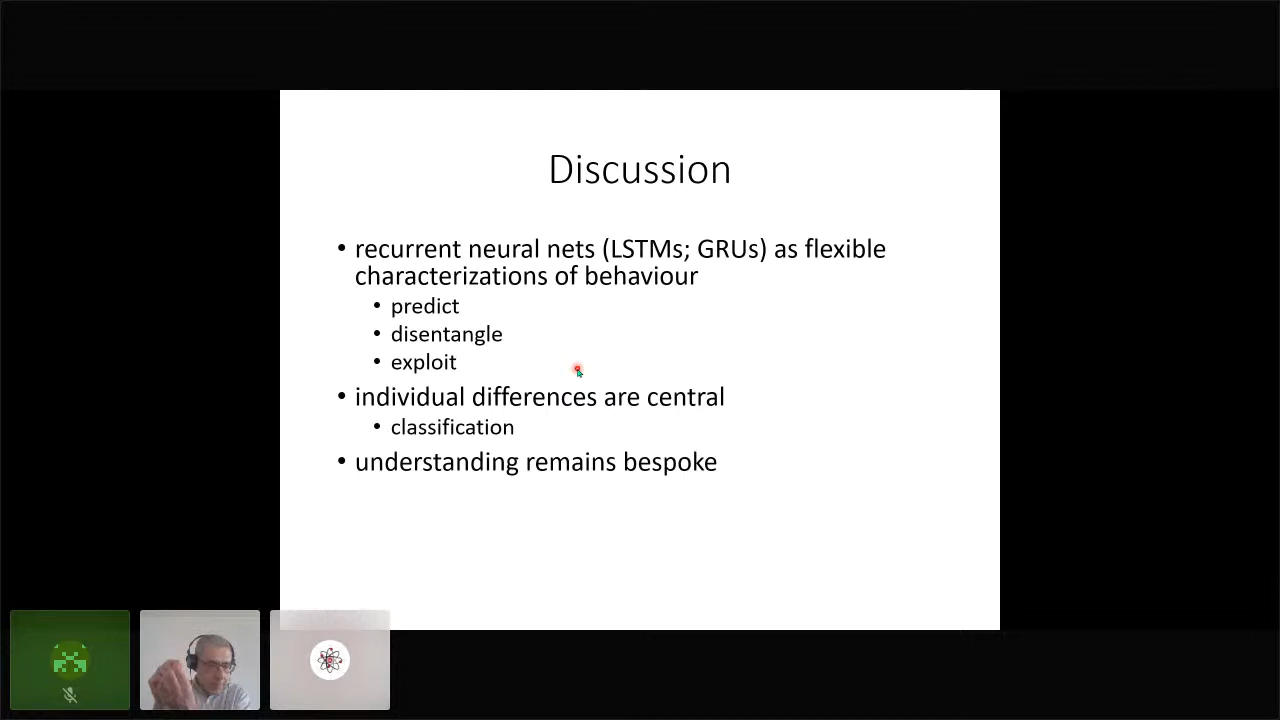 Discussion
• recurrent neural nets (LSTMs; GRUs) as flexible
characterizations of behaviour
• predict
• disentangle
• exploit
• individual differences are central
• classification
• understanding remains bespoke